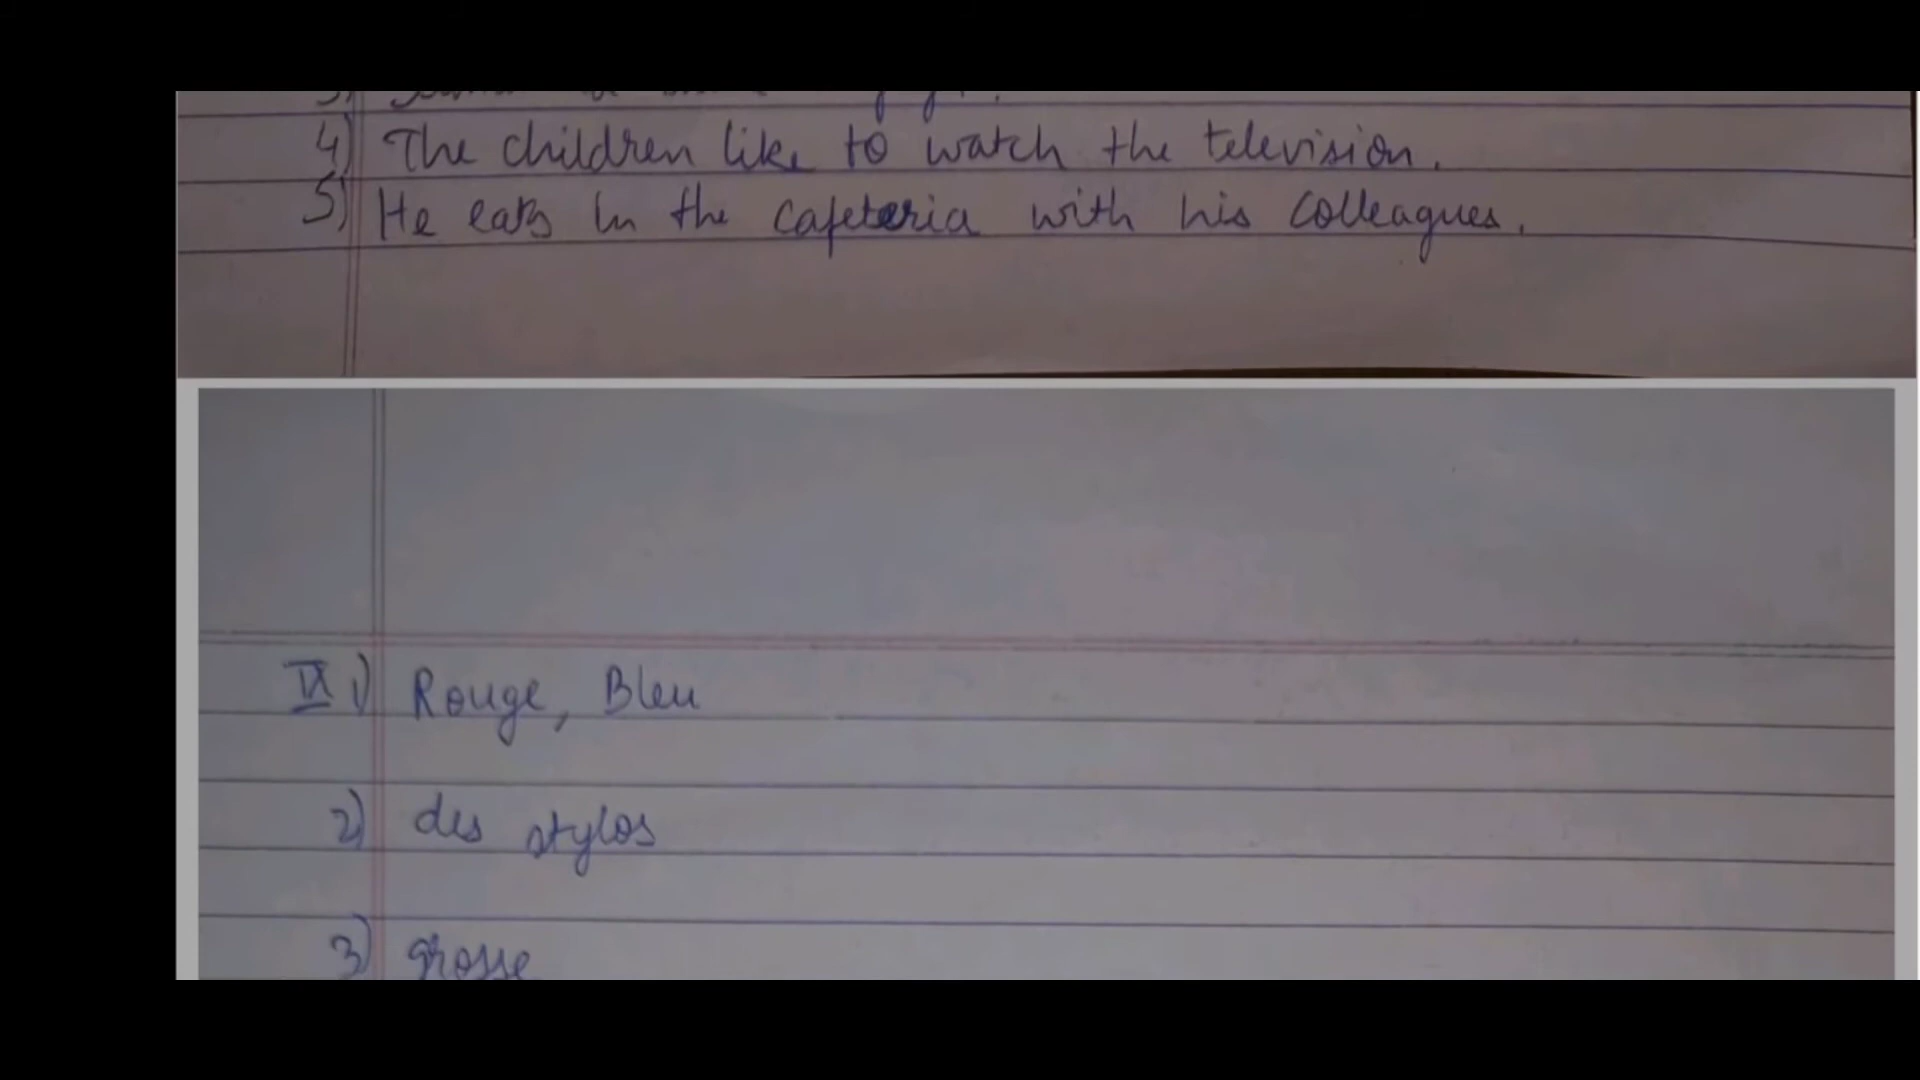 4) The children like to watch the television.
5) He eats in the cafeteria with his colleagues.
IX 1) Rouge, Bleu
2) des stylos
3) grosse